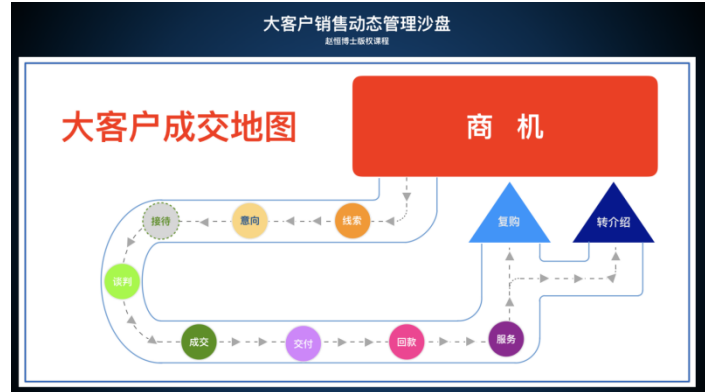 大客户销售动态管理沙盘
赵恒博士版权课程
大客户成交地图
商 机
接待
意向
线索
复购
转介绍
谈判
成交
交付
回款
服务